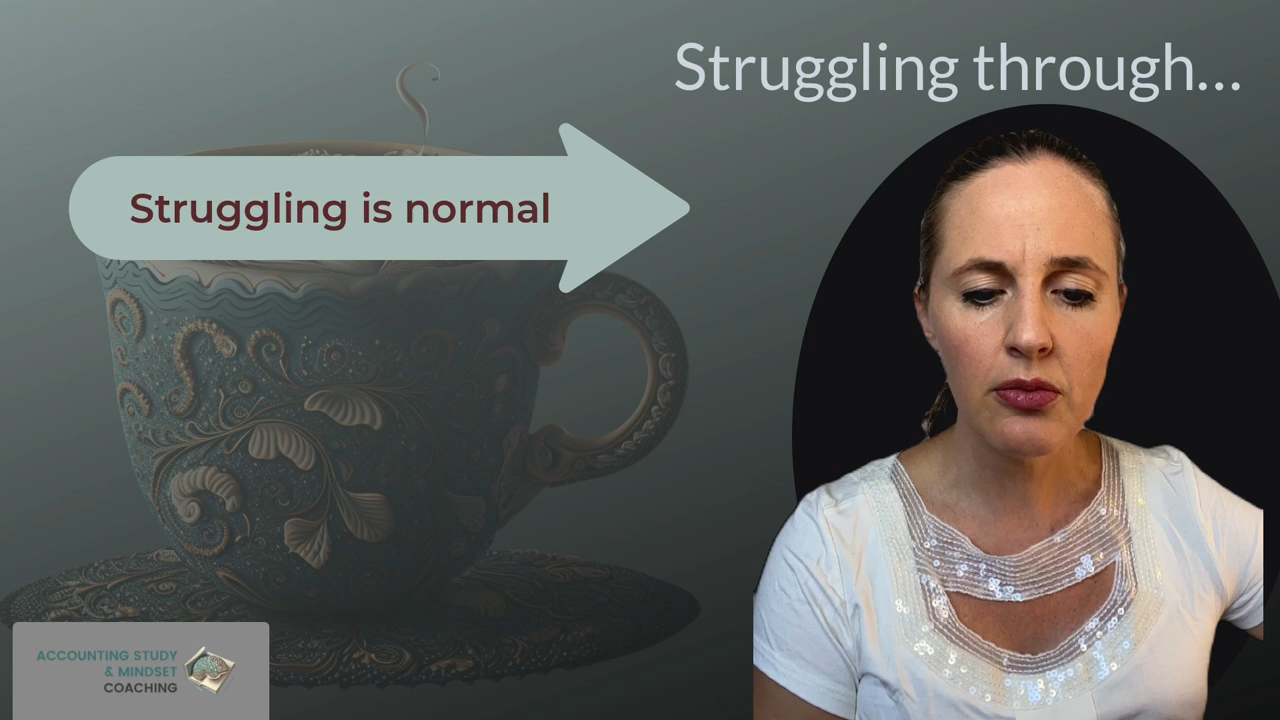 Struggling through...
Struggling is normal
ACCOUNTING STUDY
& MINDSET
COACHING